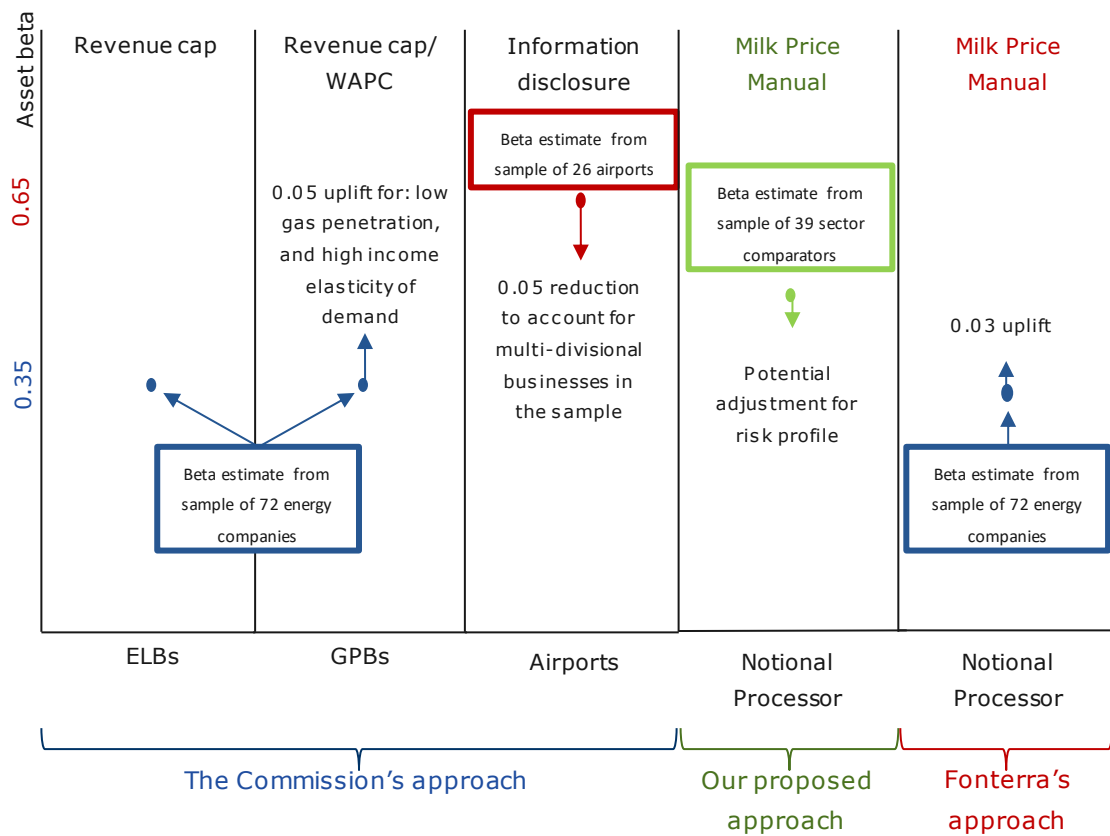 Asset beta
0.65
0.35
Revenue cap
Revenue cap/
WAPC
0.05 uplift for: low
gas penetration,
and high income
elasticity of
demand
Beta estimate from
sample of 72 energy
companies
Information
disclosure
Beta estimate from
sample of 26 airports
0.05 reduction
to account for
multi-divisional
businesses in
the sample
Milk Price
Manual
Beta estimate from
sample of 39 sector
comparators
Potential
adjustment for
risk profile
Milk Price
Manual
0.03 uplift
Beta estimate from
sample of 72 energy
companies
ELBs
GPBs
Airports
Notional
Processor
Notional
Processor
The Commission’s approach
Our proposed
approach
Fonterra’s
approach